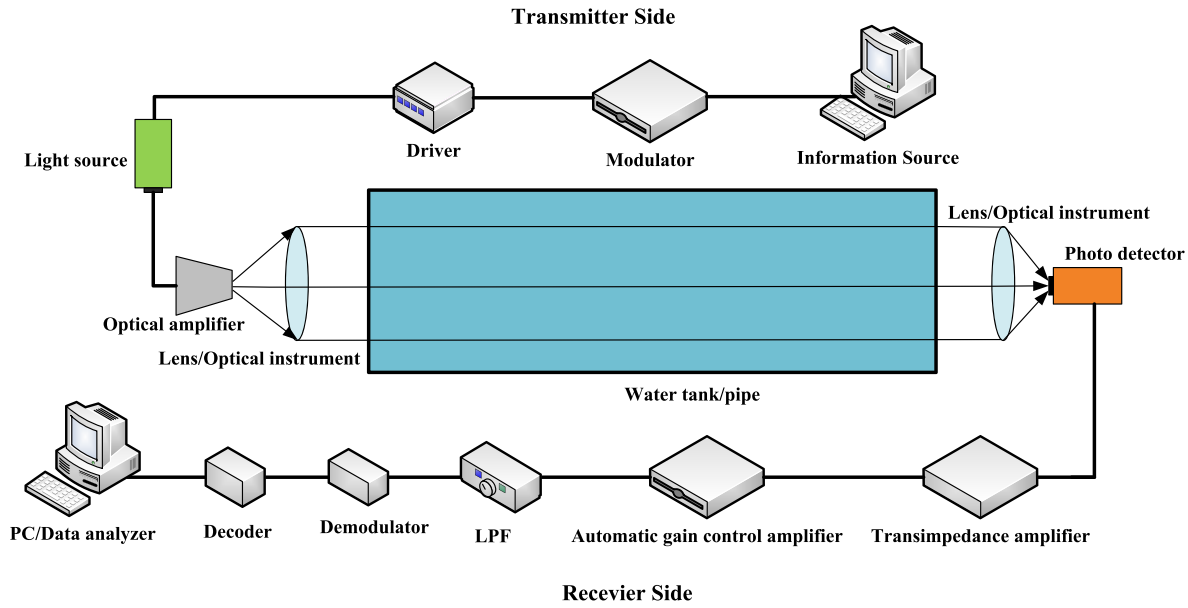 Transmitter Side
Driver
Modulator
Information Source
Light source
Lens/Optical instrument
Photo detector
Optical amplifier
Lens/Optical instrument
Water tank/pipe
PC/Data analyzer
Decoder
Demodulator
LPF
Automatic gain control amplifier
Transimpedance amplifier
Recevier Side